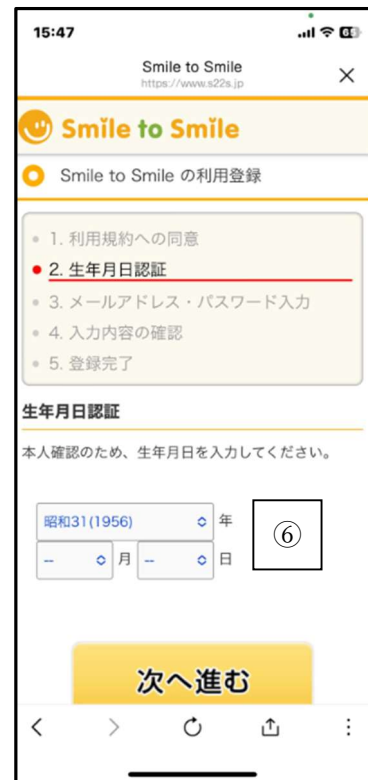 15:47
Smile to Smile
https://www.s22s.jp
Smile to Smile
Smile to Smile の利用登録
1. 利用規約への同意
2. 生年月日認証
3. メールアドレス・パスワード入力
4. 入力内容の確認
5. 登録完了
生年月日認証
本人確認のため、生年月日を入力してください。
昭和31(1956) 年
-- 月 -- 日
⑥
次へ進む